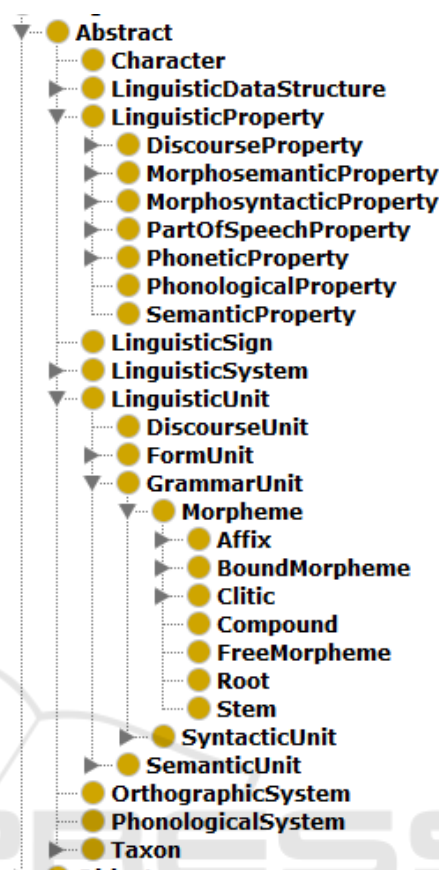 Abstract
Character
LinguisticDataStructure
LinguisticProperty
DiscourseProperty
MorphosemanticProperty
MorphosyntacticProperty
PartOfSpeechProperty
PhoneticProperty
PhonologicalProperty
SemanticProperty
LinguisticSign
LinguisticSystem
LinguisticUnit
DiscourseUnit
FormUnit
GrammarUnit
Morpheme
Affix
BoundMorpheme
Clitic
Compound
FreeMorpheme
Root
Stem
SyntacticUnit
SemanticUnit
OrthographicSystem
PhonologicalSystem
Taxon